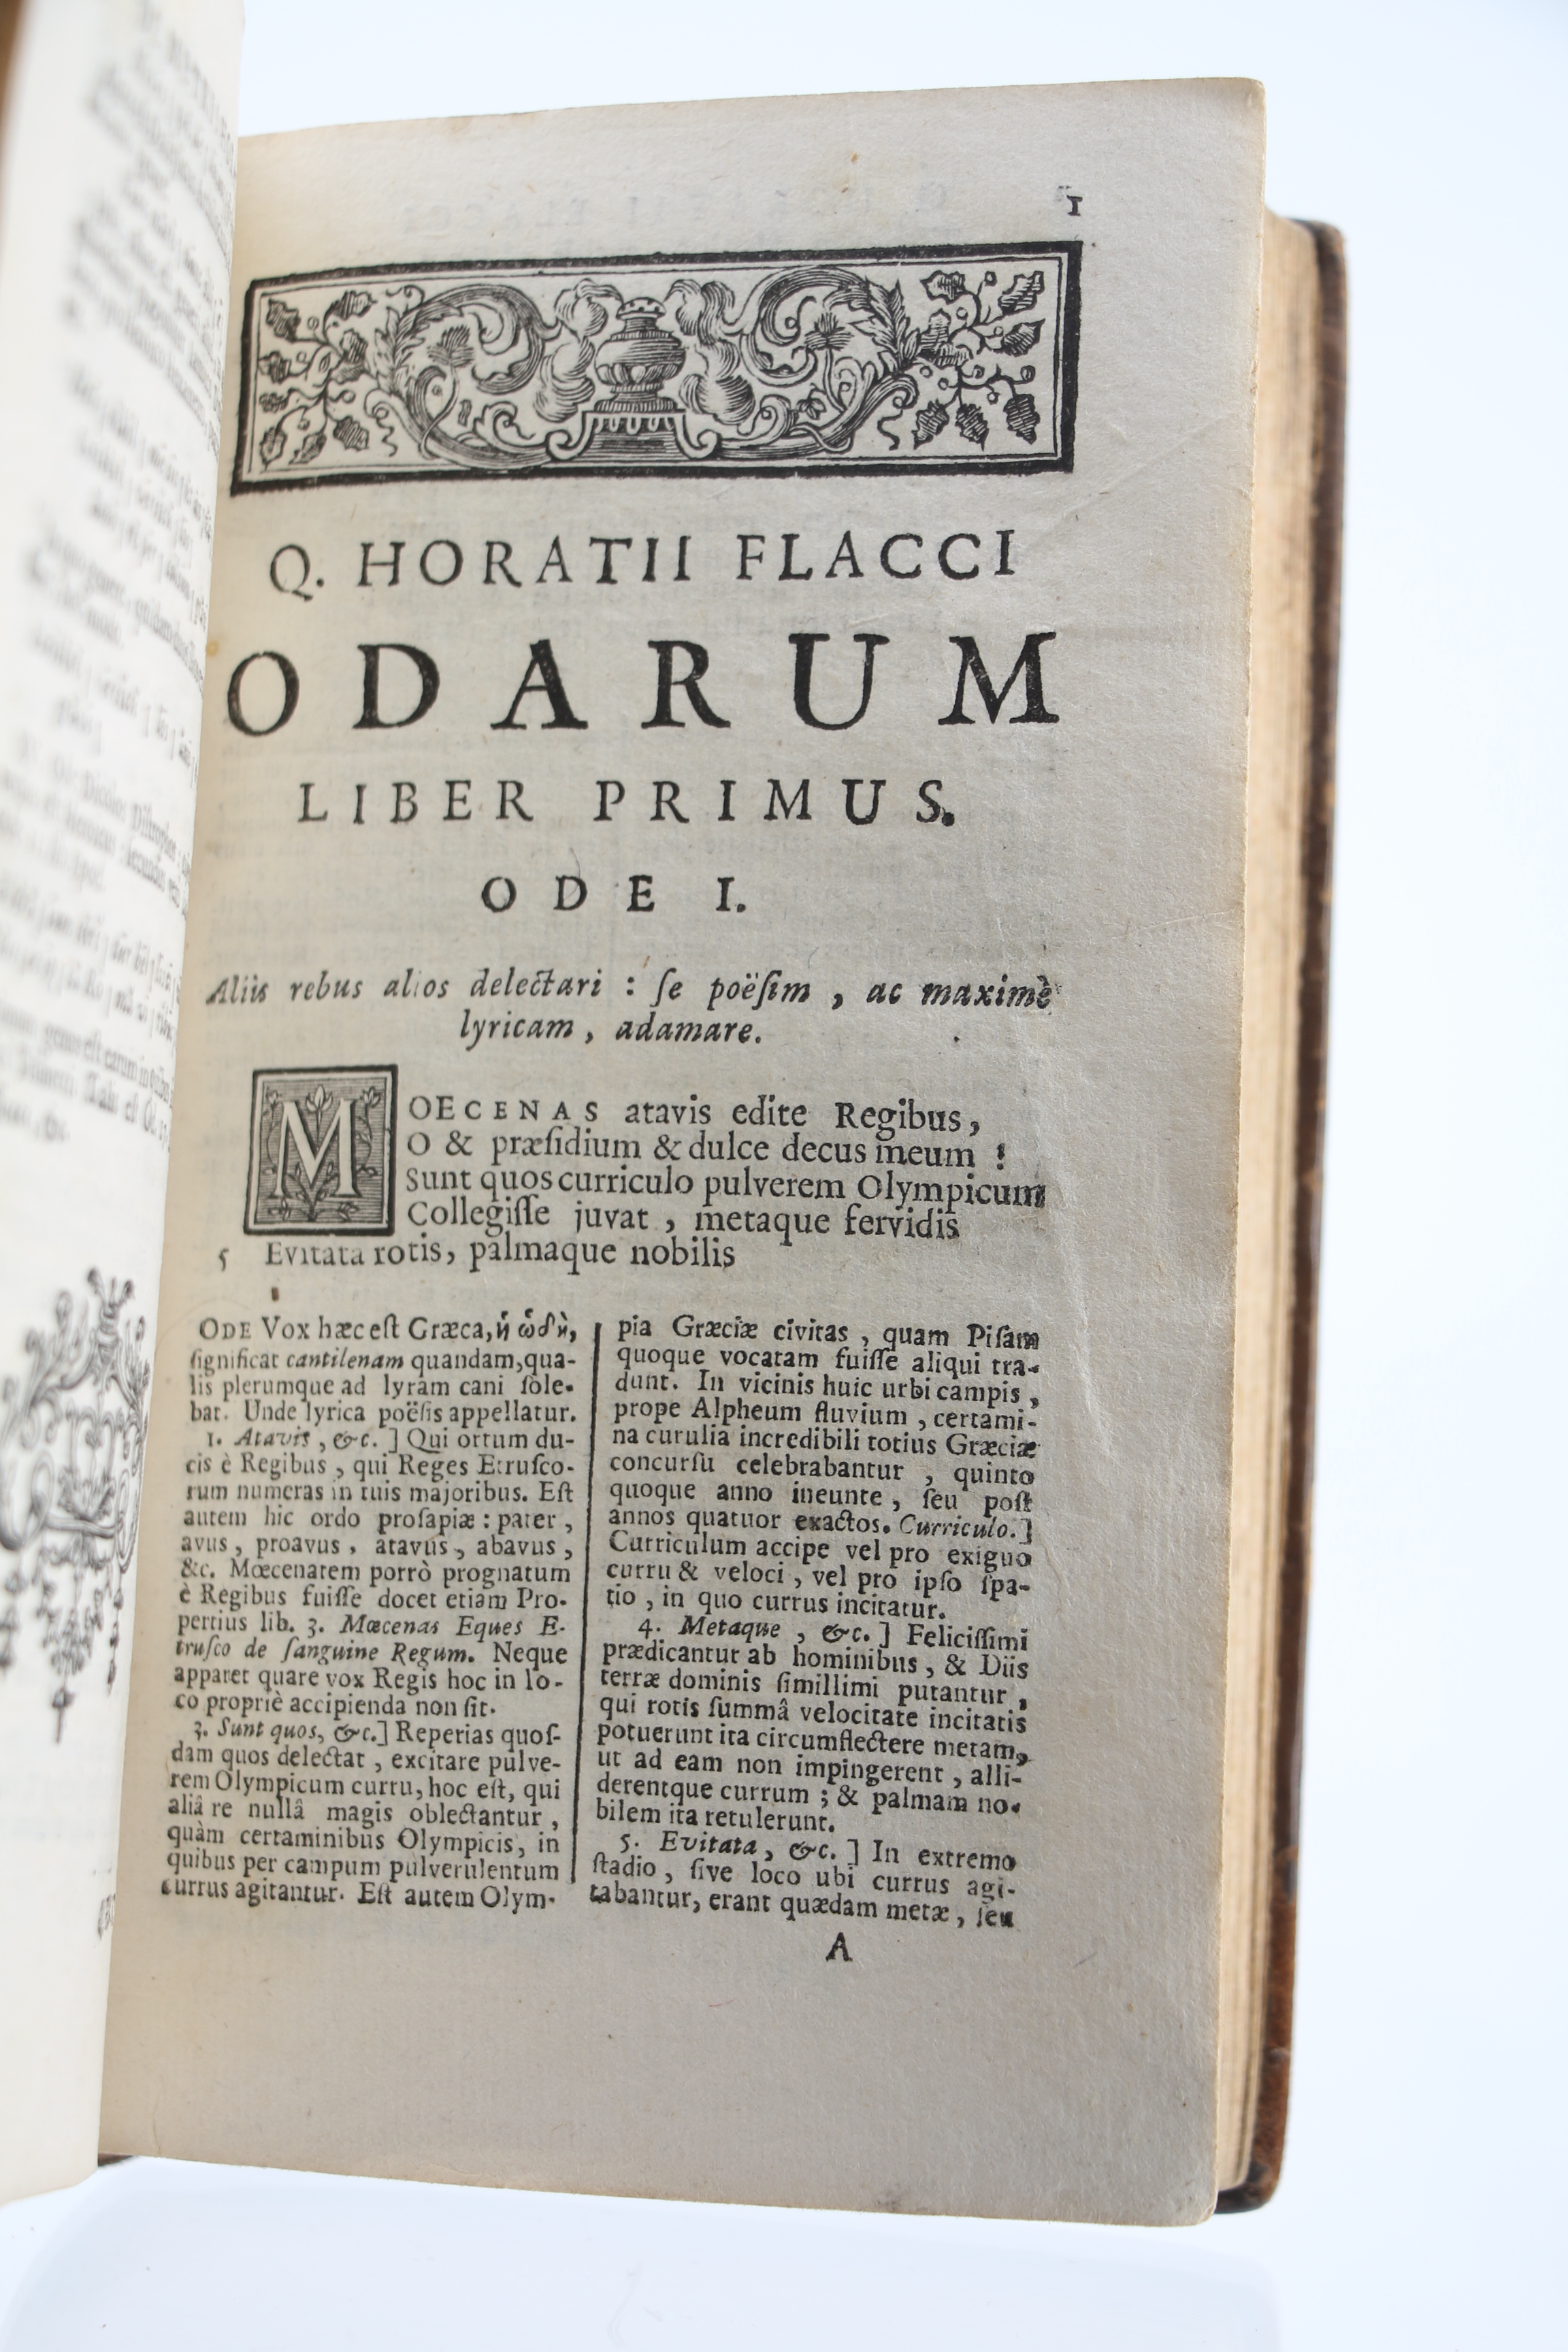 1
Q. HORATII FLACCI
ODARUM
LIBER PRIMUS.
ODE I.
Aliis rebus alios delectari : ſe poëſim , ac maximè
lyricam , adamare.
MOECENAS atavis edite Regibus,
O & præſidium & dulce decus meum !
Sunt quos curriculo pulverem Olympicum
Collegiſſe juvat , metaque fervidis
5 Evitata rotis, palmaque nobilis
ODE Vox hæc eſt Græca, ἡ ὠδὴ,
ſignificat cantilenam quandam, qua-
lis plerumque ad lyram cani ſole-
bat. Unde lyrica poëſis appellatur.
1. Atavis , &c. ] Qui ortum du-
cis è Regibus , qui Reges Etruſco-
rum numeras in tuis majoribus. Eſt
autem hic ordo proſapiæ : pater ,
avus , proavus , atavus , abavus ,
&c. Mœcenatem porrò prognatum
è Regibus fuiſſe docet etiam Pro-
pertius lib. 3. Mœcenas Eques E-
truſco de ſanguine Regum. Neque
apparet quare vox Regis hoc in lo-
co propriè accipienda non ſit.
3. Sunt quos, &c.] Reperias quoſ-
dam quos delectat , excitare pulve-
rem Olympicum curru, hoc eſt, qui
aliâ re nullâ magis oblectantur ,
quàm certaminibus Olympicis, in
quibus per campum pulverulentum
currus agitantur. Eſt autem Olym-
pia Græciæ civitas , quam Piſam
quoque vocatam fuiſſe aliqui tra-
dunt. In vicinis huic urbi campis ,
prope Alpheum fluvium , certami-
na curulia incredibili totius Græciæ
concurſu celebrabantur , quinto
quoque anno ineunte , ſeu poſt
annos quatuor exactos. Curriculo.]
Curriculum accipe vel pro exiguo
curru & veloci , vel pro ipſo ſpa-
tio , in quo currus incitatur.
4. Metaque , &c. ] Feliciſſimi
prædicantur ab hominibus , & Diis
terræ dominis ſimillimi putantur ,
qui rotis ſummâ velocitate incitatis
potuerunt ita circumflectere metam,
ut ad eam non impingerent , alli-
derentque currum ; & palmam no-
bilem ita retulerunt.
5. Evitata , &c. ] In extremo
ſtadio , ſive loco ubi currus agi-
tabantur, erant quædam metæ , ſeu
A